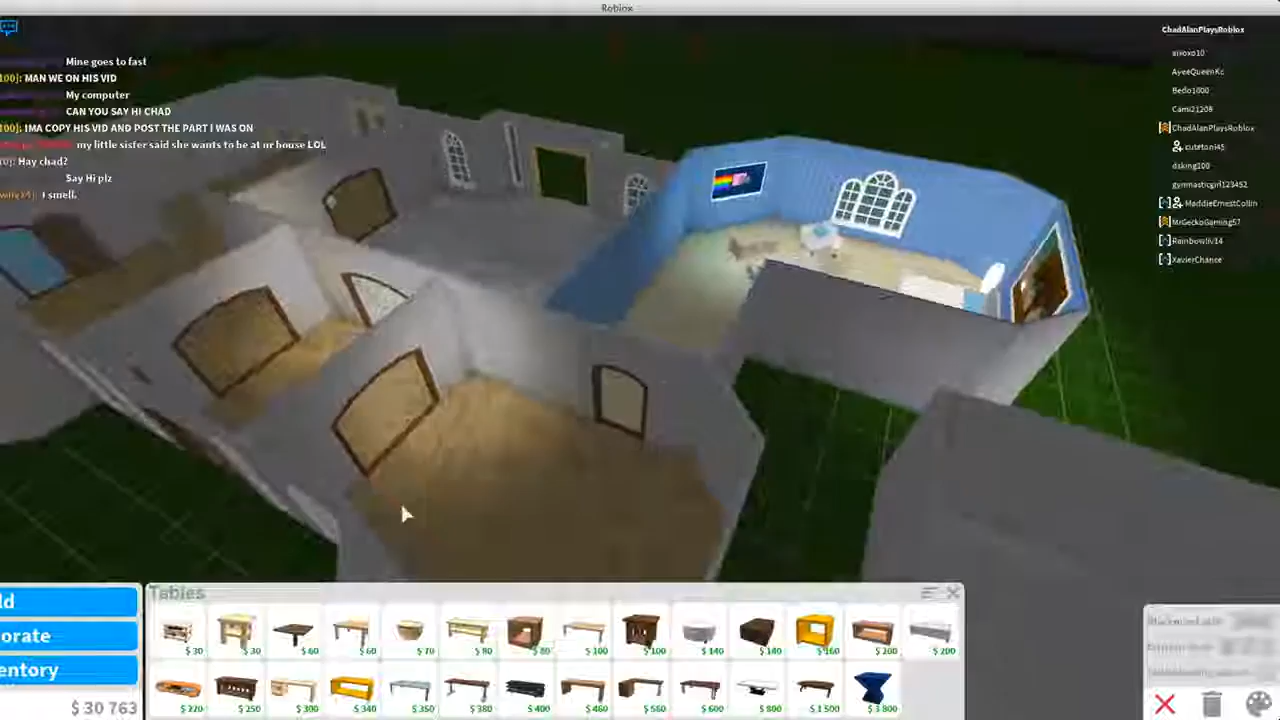 Roblox
Mine goes to fast
100]: MAN WE ON HIS VID
My computer
CAN YOU SAY HI CHAD
100]: IMA COPY HIS VID AND POST THE PART I WAS ON
my little sister said she wants to be at ur house LOL
Hay chad?
Say Hi plz
I smell.
ChadAlanPlaysRoblox
AyeeQueenKc
Bedo1000
Cami21208
ChadAlanPlaysRoblox
cutetoni45
dsking100
gymnasticgirl123452
MaddieErnestCollin
MrGeckoGaming57
XavierChance
ld
orate
entory
$ 30 763
Tables
$ 30
$ 30
$ 60
$ 60
$ 70
$ 80
$ 80
$ 100
$ 100
$ 140
$ 140
$ 160
$ 200
$ 200
$ 220
$ 250
$ 300
$ 340
$ 350
$ 380
$ 400
$ 460
$ 560
$ 600
$ 800
$ 1 500
$ 3 800